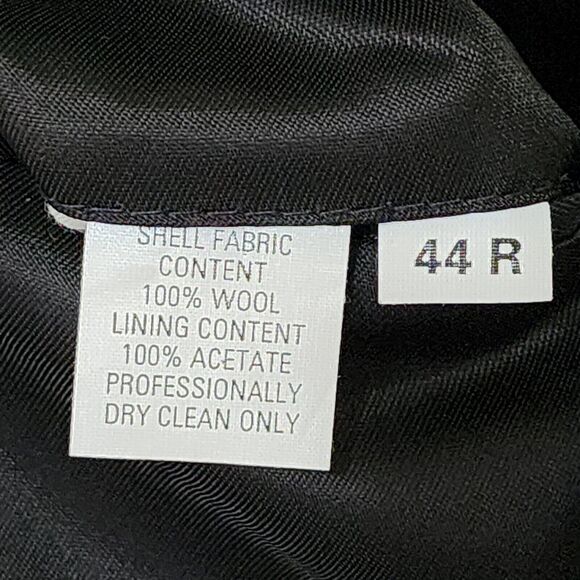 SHELL FABRIC
CONTENT
100% WOOL
LINING CONTENT
100% ACETATE
PROFESSIONALLY
DRY CLEAN ONLY
44 R